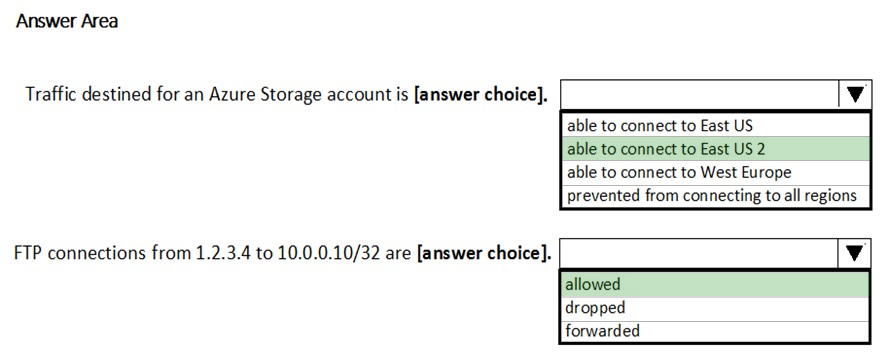 Answer Area
Traffic destined for an Azure Storage account is [answer choice].
able to connect to East US
able to connect to East US 2
able to connect to West Europe
prevented from connecting to all regions
FTP connections from 1.2.3.4 to 10.0.0.10/32 are [answer choice].
allowed
dropped
forwarded